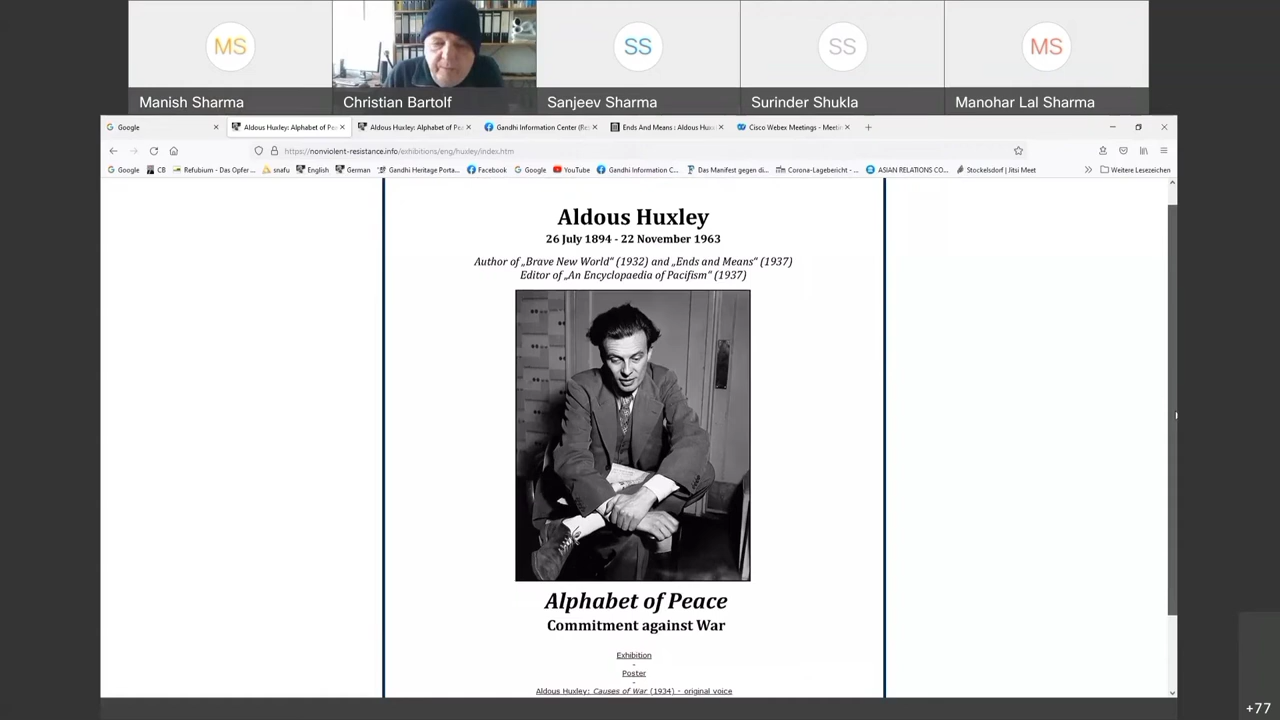 MS
SS
SS
MS
Manish Sharma
Christian Bartolf
Sanjeev Sharma
Surinder Shukla
Manohar Lal Sharma
Google
Aldous Huxley: Alphabet of Pe
Aldous Huxley: Alphabet of Pe
Gandhi Information Center (Re
Ends And Means : Aldous Hux
Cisco Webex Meetings - Meeti
https://nonviolent-resistance.info/exhibitions/eng/huxley/index.htm
Google
CB
Refubium - Das Opfer ...
snafu
English
German
Gandhi Heritage Porta...
Facebook
Google
YouTube
Gandhi Information C...
Das Manifest gegen di...
Corona-Lagebericht - ...
ASIAN RELATIONS CO...
Stockelsdorf | Jitsi Meet
Weitere Lesezeichen
Aldous Huxley
26 July 1894 - 22 November 1963
Author of „Brave New World“ (1932) and „Ends and Means“ (1937)
Editor of „An Encyclopaedia of Pacifism“ (1937)
Alphabet of Peace
Commitment against War
Exhibition
-
Poster
-
Aldous Huxley: Causes of War (1934) - original voice
+77